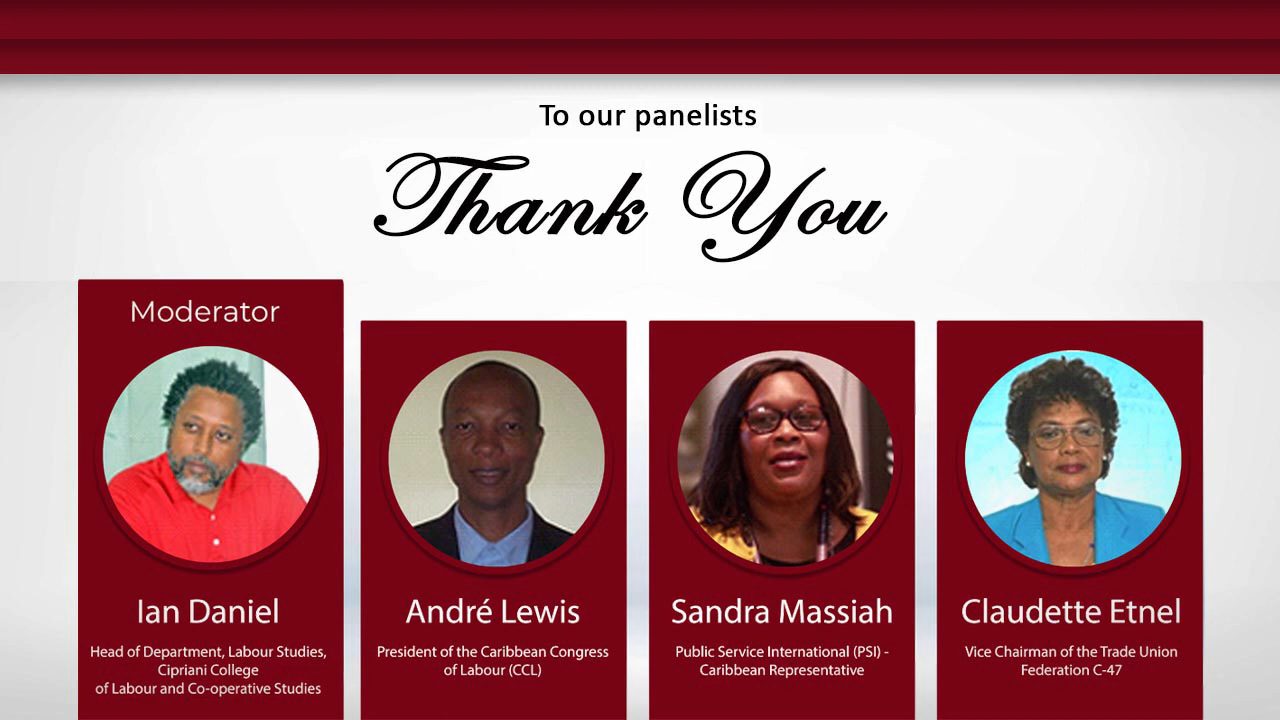 To our panelists
Thank You
Moderator
Ian Daniel
Head of Department, Labour Studies,
Cipriani College
of Labour and Co-operative Studies
André Lewis
President of the Caribbean Congress
of Labour (CCL)
Sandra Massiah
Public Service International (PSI) -
Caribbean Representative
Claudette Etnel
Vice Chairman of the Trade Union
Federation C-47